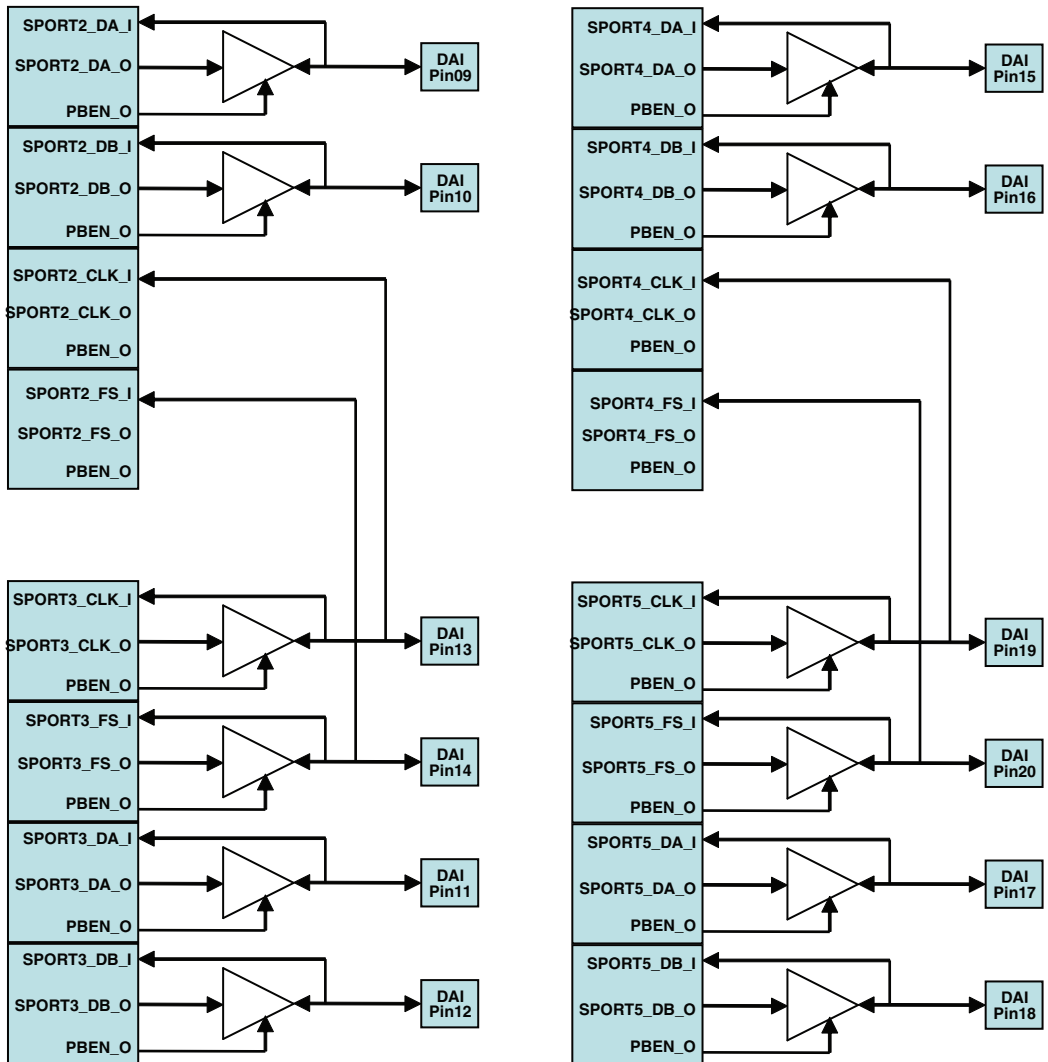 SPORT2_DA_I
SPORT2_DA_O
PBEN_O
DAI
Pin09
SPORT2_DB_I
SPORT2_DB_O
PBEN_O
DAI
Pin10
SPORT2_CLK_I
SPORT2_CLK_O
PBEN_O
SPORT2_FS_I
SPORT2_FS_O
PBEN_O
SPORT3_CLK_I
SPORT3_CLK_O
PBEN_O
DAI
Pin13
SPORT3_FS_I
SPORT3_FS_O
PBEN_O
DAI
Pin14
SPORT3_DA_I
SPORT3_DA_O
PBEN_O
DAI
Pin11
SPORT3_DB_I
SPORT3_DB_O
PBEN_O
DAI
Pin12
SPORT4_DA_I
SPORT4_DA_O
PBEN_O
DAI
Pin15
SPORT4_DB_I
SPORT4_DB_O
PBEN_O
DAI
Pin16
SPORT4_CLK_I
SPORT4_CLK_O
PBEN_O
SPORT4_FS_I
SPORT4_FS_O
PBEN_O
SPORT5_CLK_I
SPORT5_CLK_O
PBEN_O
DAI
Pin19
SPORT5_FS_I
SPORT5_FS_O
PBEN_O
DAI
Pin20
SPORT5_DA_I
SPORT5_DA_O
PBEN_O
DAI
Pin17
SPORT5_DB_I
SPORT5_DB_O
PBEN_O
DAI
Pin18